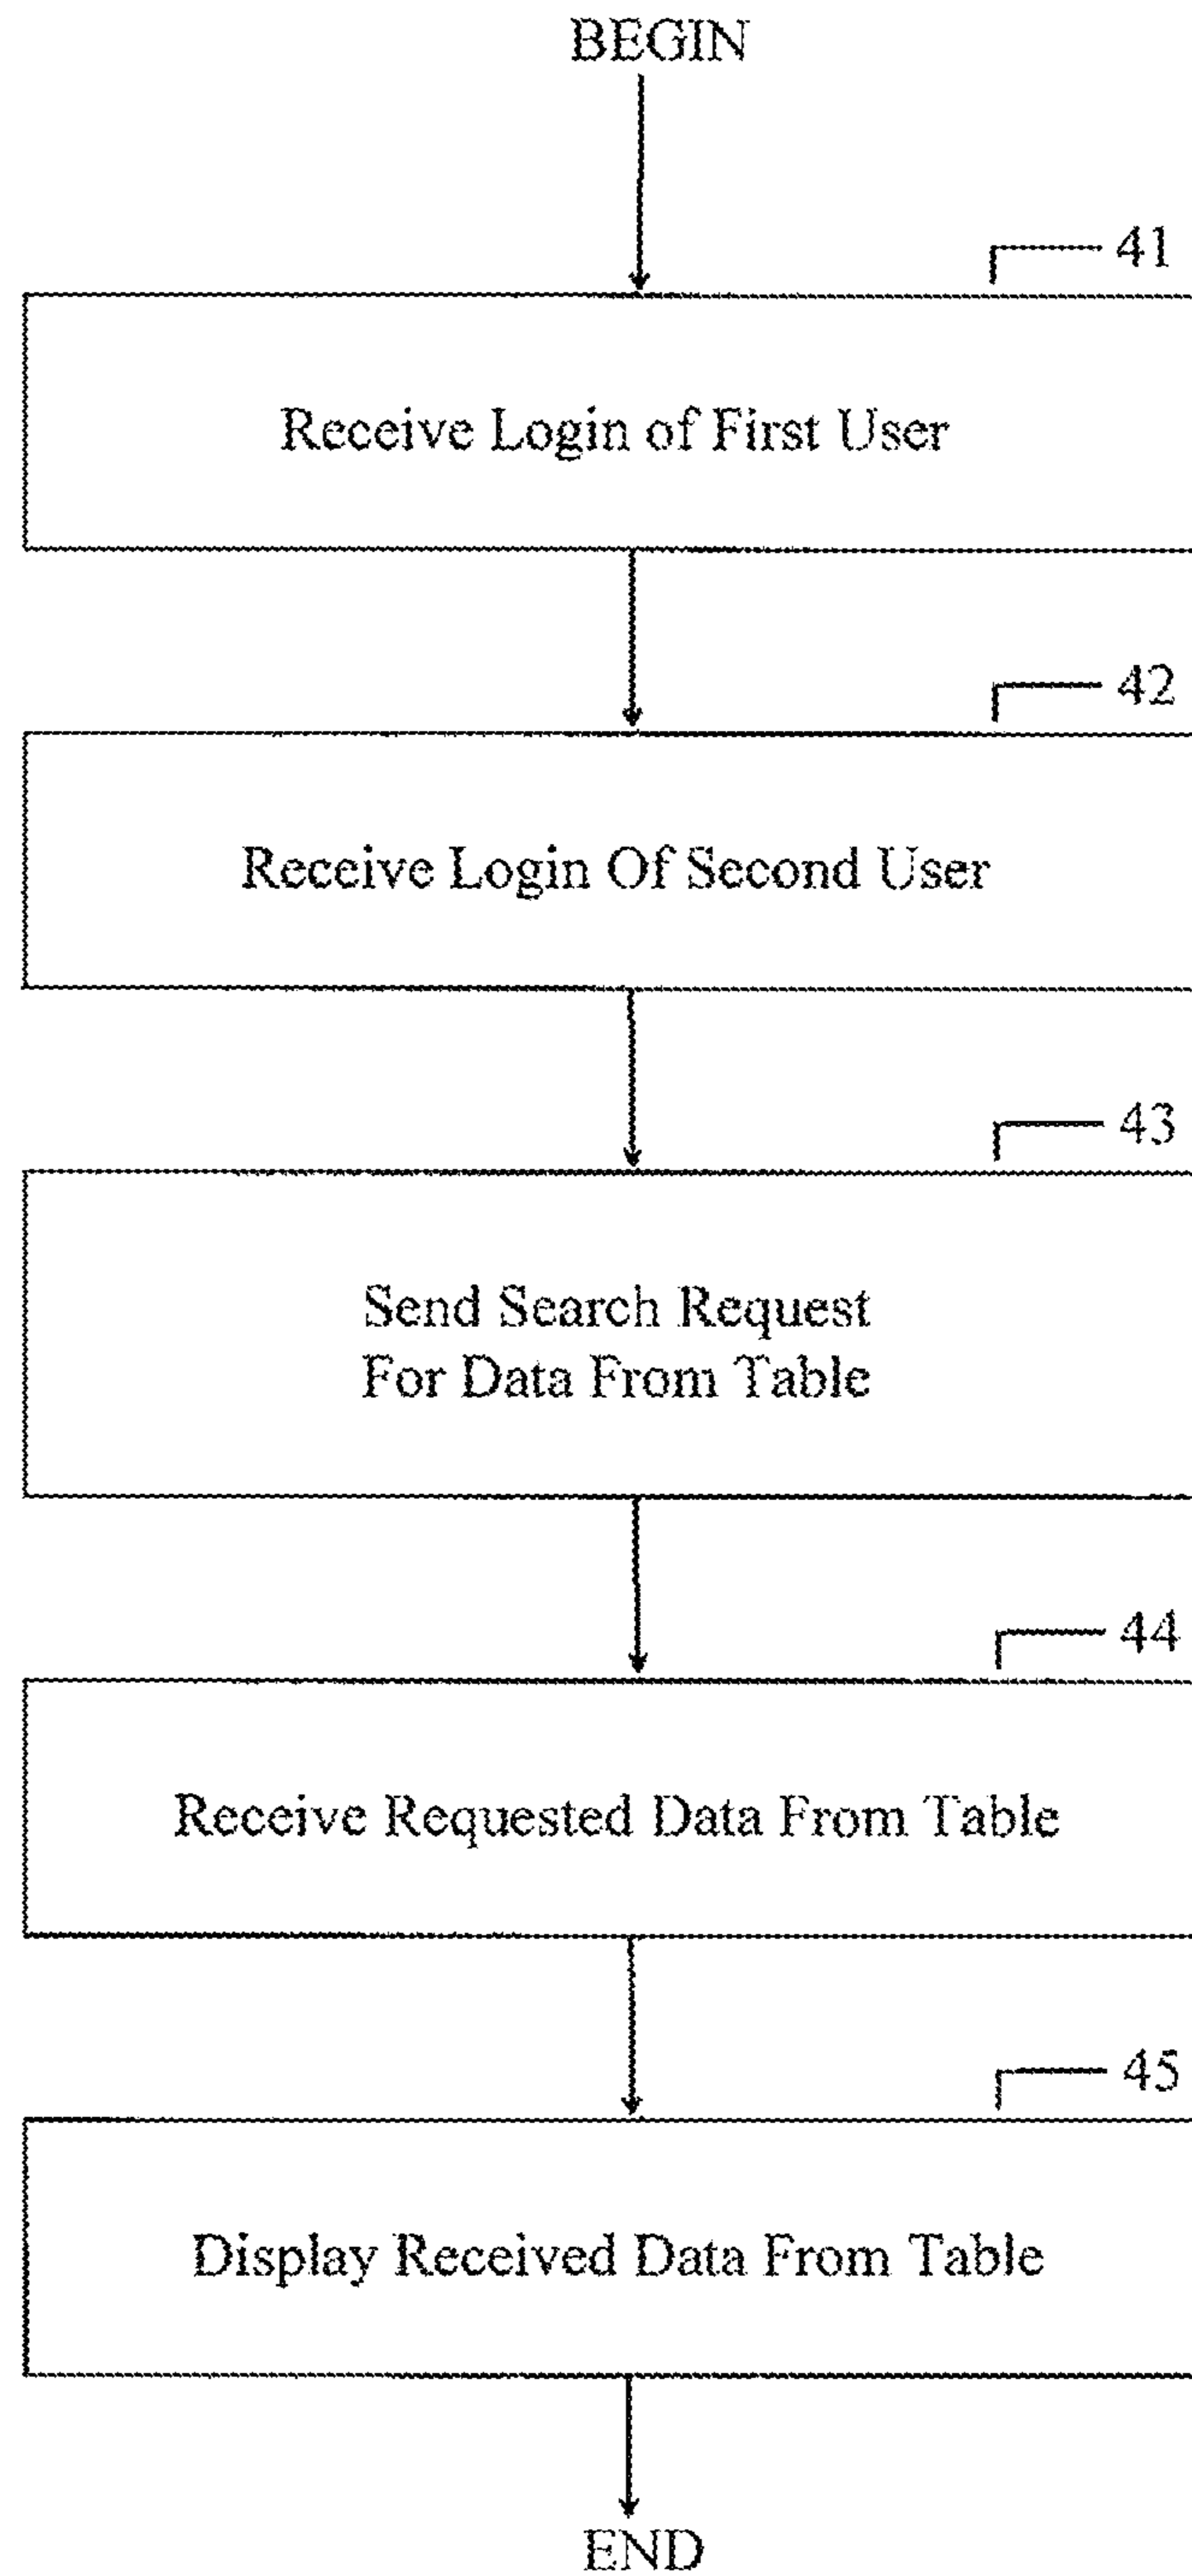 BEGIN
41
Receive Login of First User
42
Receive Login Of Second User
43
Send Search Request
For Data From Table
44
Receive Requested Data From Table
45
Display Received Data From Table
END